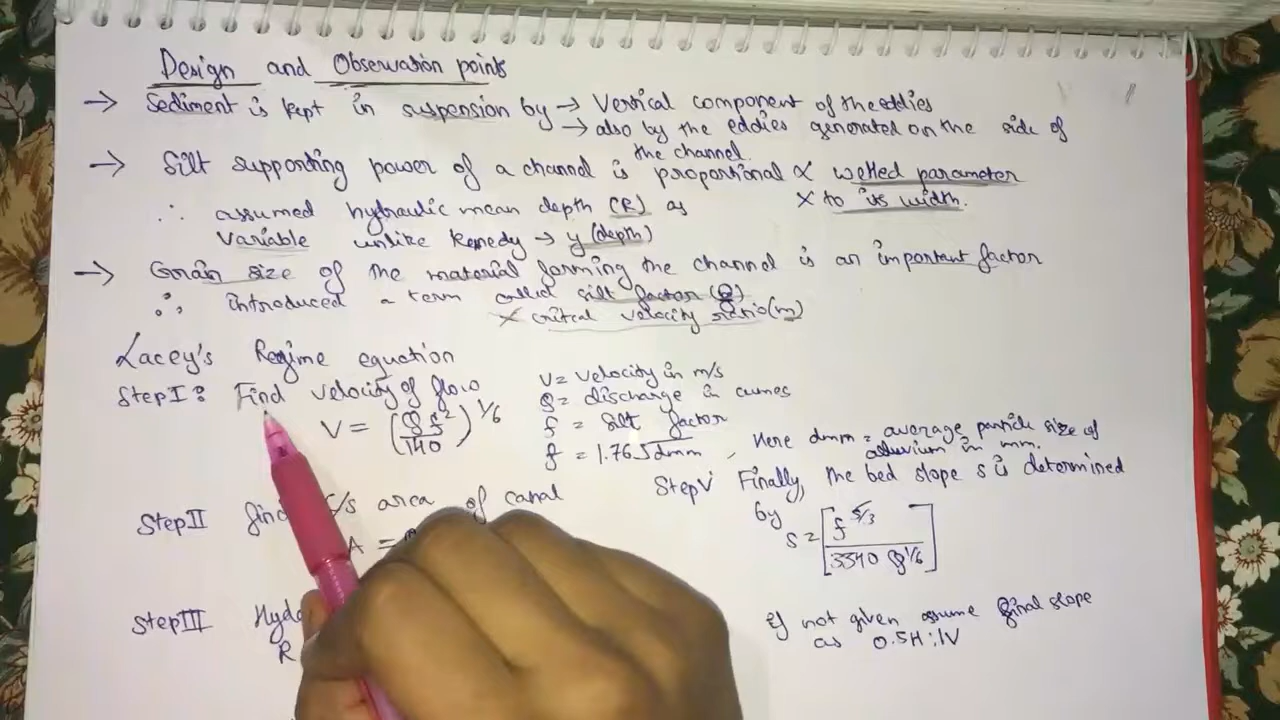 Design and Observation points
→ Sediment is kept in suspension by → Vertical component of the eddies
→ also by the eddies generated on the side of
the channel.
→ Silt supporting power of a channel is proportional ∝ wetted parameter
× to its width.
∴ assumed hydraulic mean depth (R) as
variable unlike Kennedy → y (depth)
→ Grain size of the material forming the channel is an important factor
∴ introduced a term called silt factor
× critical velocity ratio (m)
Lacey's Regime equation
Step I: Find velocity of flow
V = (Q f² / 140)^1/6
V = velocity in m/s
Q = discharge in cumes
f = silt factor
f = 1.76 √dmm , Here dmm = average particle size of
alluvium in mm.
Step II find c/s area of canal
A =
Step III Hyd
R
Step V Finally, the bed slope s is determined
by
S = [f^5/3 / 3340 Q^1/6]
If not given assume final slope
as 0.5H:1V